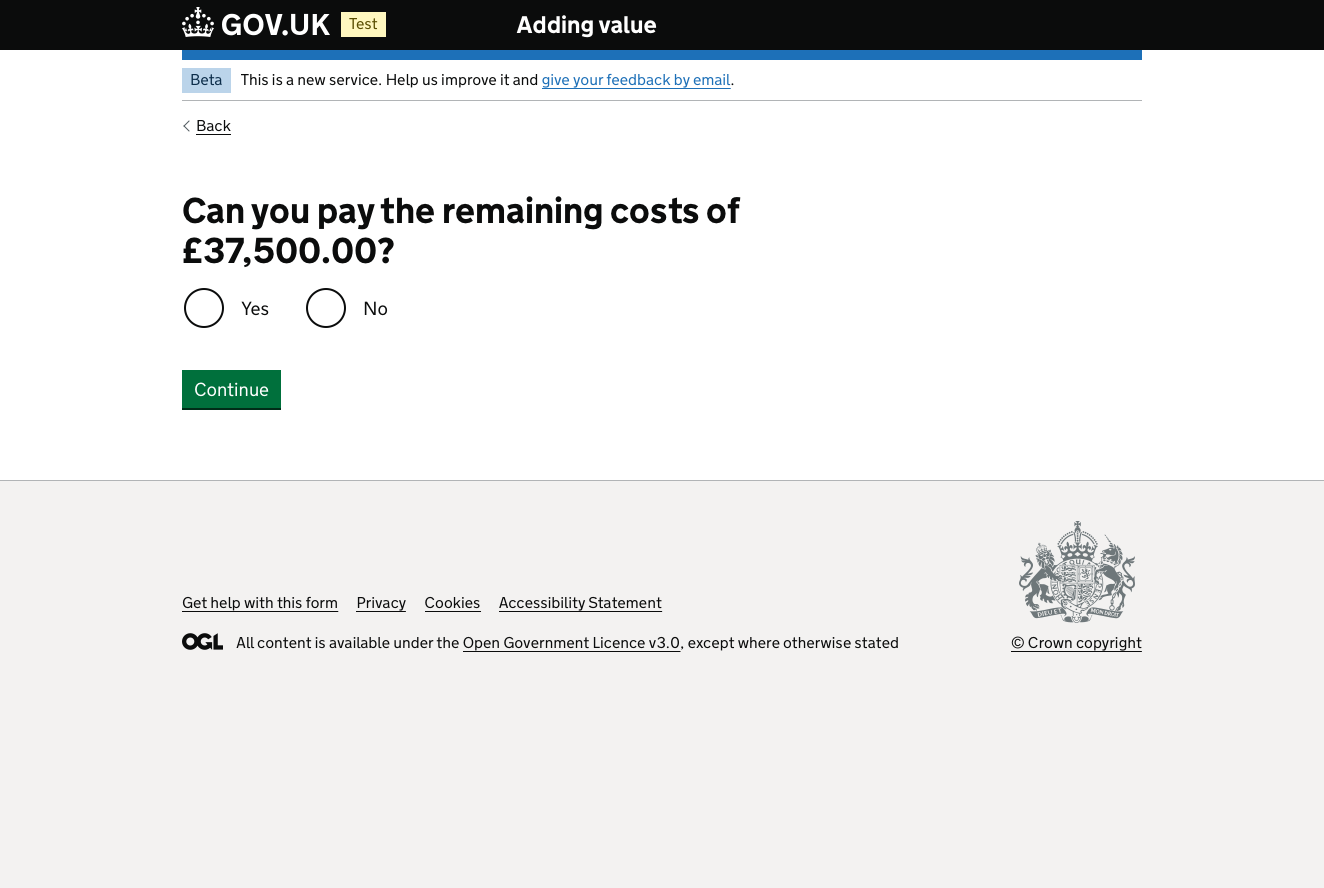 GOV.UK Test Adding value
Beta This is a new service. Help us improve it and give your feedback by email.
Back
Can you pay the remaining costs of
£37,500.00?
Yes No
Continue
Get help with this form Privacy Cookies Accessibility Statement
OGL All content is available under the Open Government Licence v3.0, except where otherwise stated
© Crown copyright